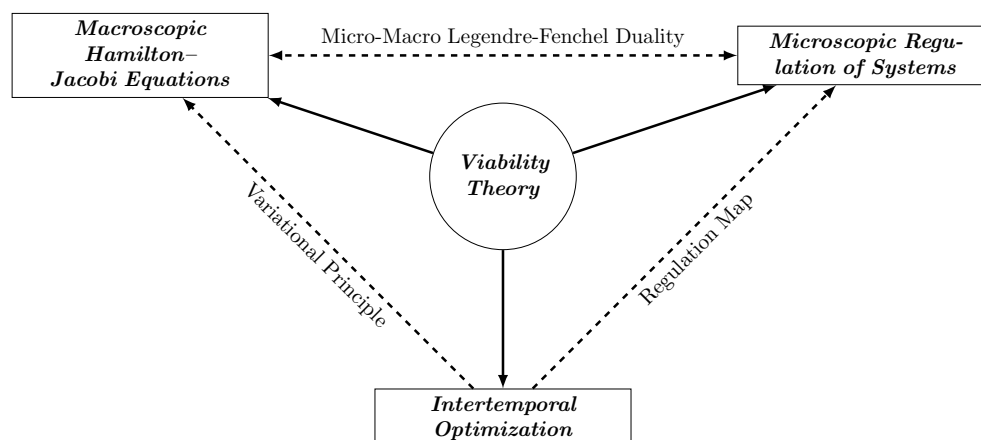 Macroscopic
Hamilton–
Jacobi Equations
Micro-Macro Legendre-Fenchel Duality
Microscopic Regu-
lation of Systems
Viability
Theory
Variational Principle
Regulation Map
Intertemporal
Optimization